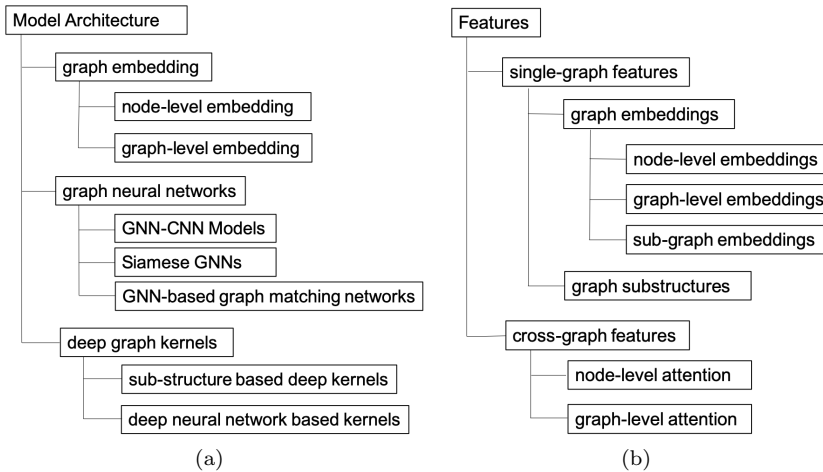 Model Architecture
graph embedding
node-level embedding
graph-level embedding
graph neural networks
GNN-CNN Models
Siamese GNNs
GNN-based graph matching networks
deep graph kernels
sub-structure based deep kernels
deep neural network based kernels
(a)
Features
single-graph features
graph embeddings
node-level embeddings
graph-level embeddings
sub-graph embeddings
graph substructures
cross-graph features
node-level attention
graph-level attention
(b)